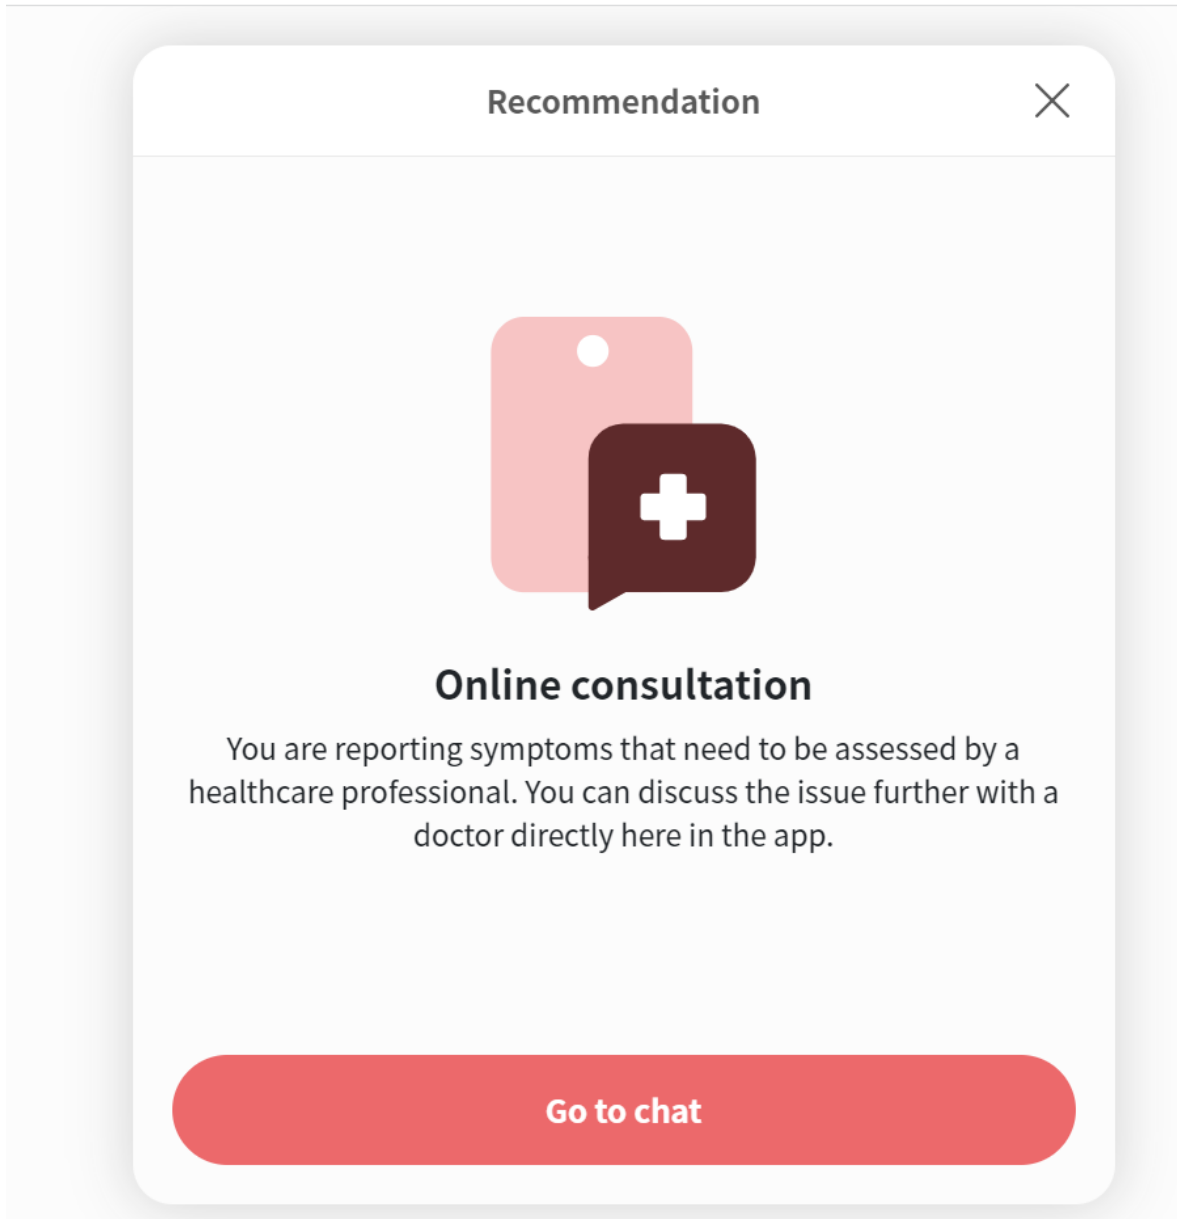 Recommendation
Online consultation
You are reporting symptoms that need to be assessed by a
healthcare professional. You can discuss the issue further with a
doctor directly here in the app.
Go to chat